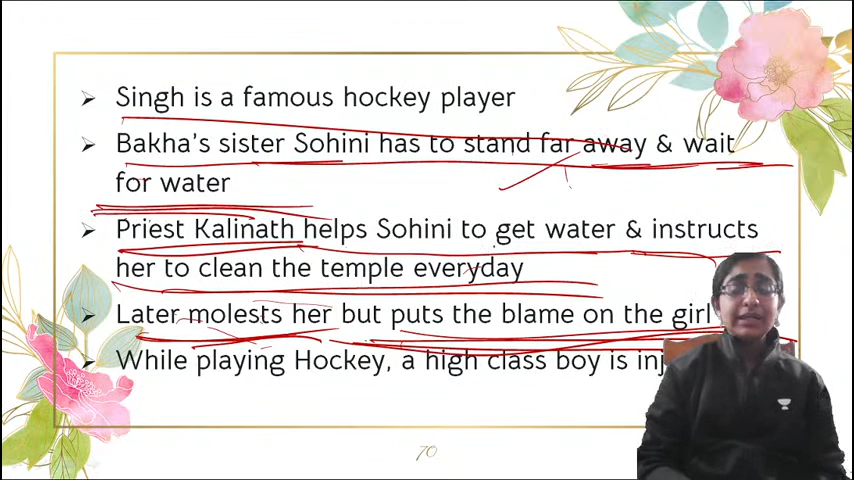 Singh is a famous hockey player
Bakha's sister Sohini has to stand far away & wait
for water
Priest Kalinath helps Sohini to get water & instructs
her to clean the temple everyday
Later molests her but puts the blame on the girl
While playing Hockey, a high class boy is
70